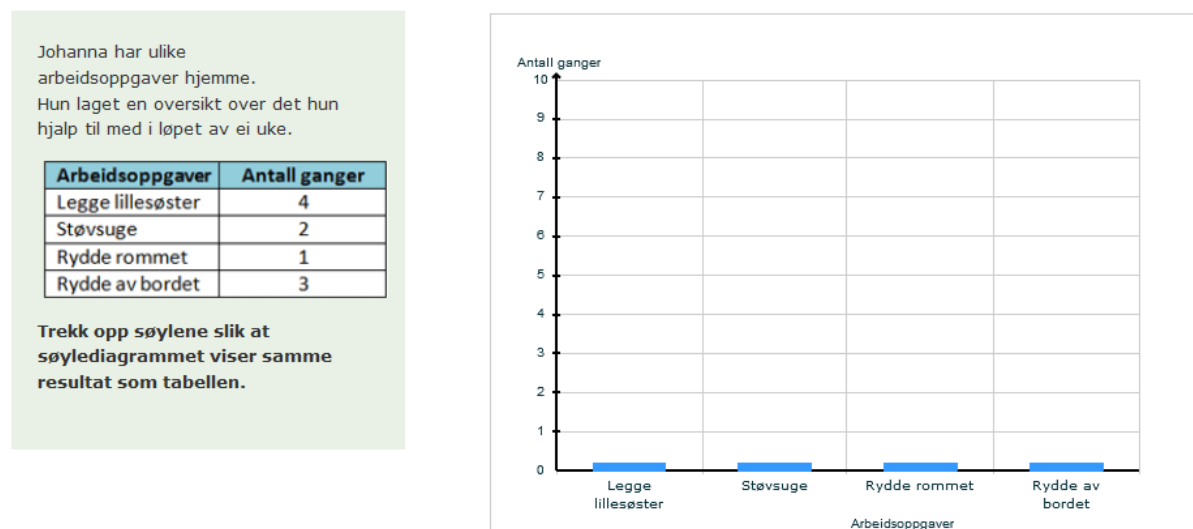 Johanna har ulike
arbeidsoppgaver hjemme.
Hun laget en oversikt over det hun
hjalp til med i løpet av ei uke.
Arbeidsoppgaver Antall ganger
Legge lillesøster 4
Støvsuge 2
Rydde rommet 1
Rydde av bordet 3
Trekk opp søylene slik at
søylediagrammet viser samme
resultat som tabellen.
Antall ganger
10
9
8
7
6
5
4
3
2
1
0
Legge
lillesøster
Støvsuge
Rydde rommet
Rydde av
bordet
Arbeidsoppgaver